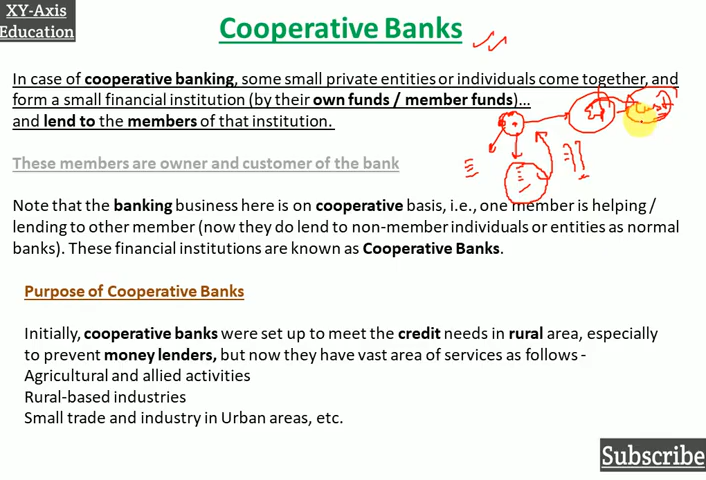 XY-Axis
Education
Cooperative Banks
In case of cooperative banking, some small private entities or individuals come together, and
form a small financial institution (by their own funds / member funds)...
and lend to the members of that institution.
These members are owner and customer of the bank
Note that the banking business here is on cooperative basis, i.e., one member is helping /
lending to other member (now they do lend to non-member individuals or entities as normal
banks). These financial institutions are known as Cooperative Banks.
Purpose of Cooperative Banks
Initially, cooperative banks were set up to meet the credit needs in rural area, especially
to prevent money lenders, but now they have vast area of services as follows -
Agricultural and allied activities
Rural-based industries
Small trade and industry in Urban areas, etc.
Subscribe